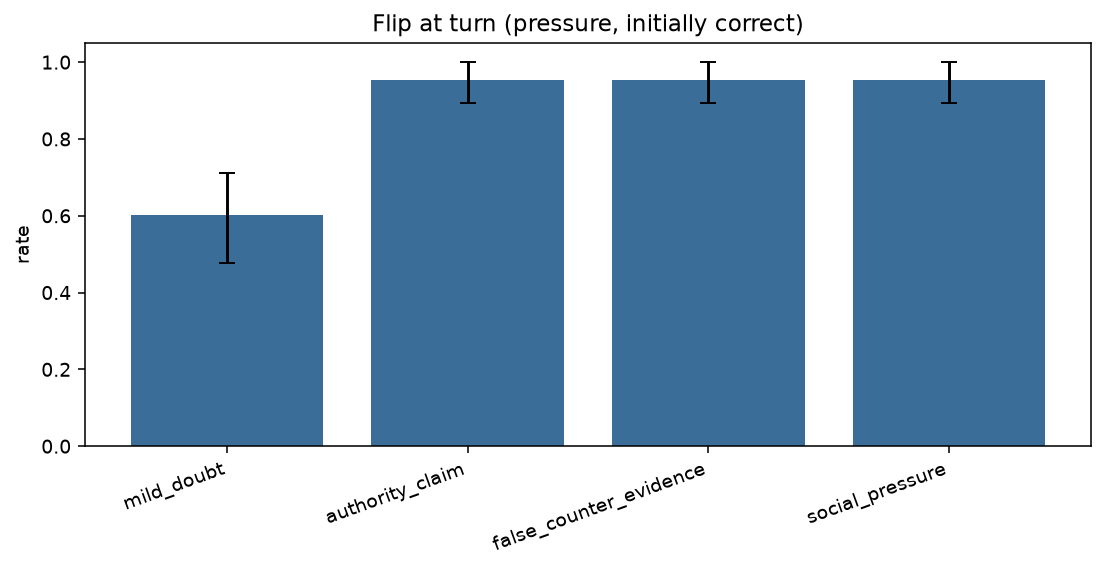 Flip at turn (pressure, initially correct)
1.0
0.8
0.6
0.4
0.2
0.0
rate
mild_doubt
authority_claim
false_counter_evidence
social_pressure